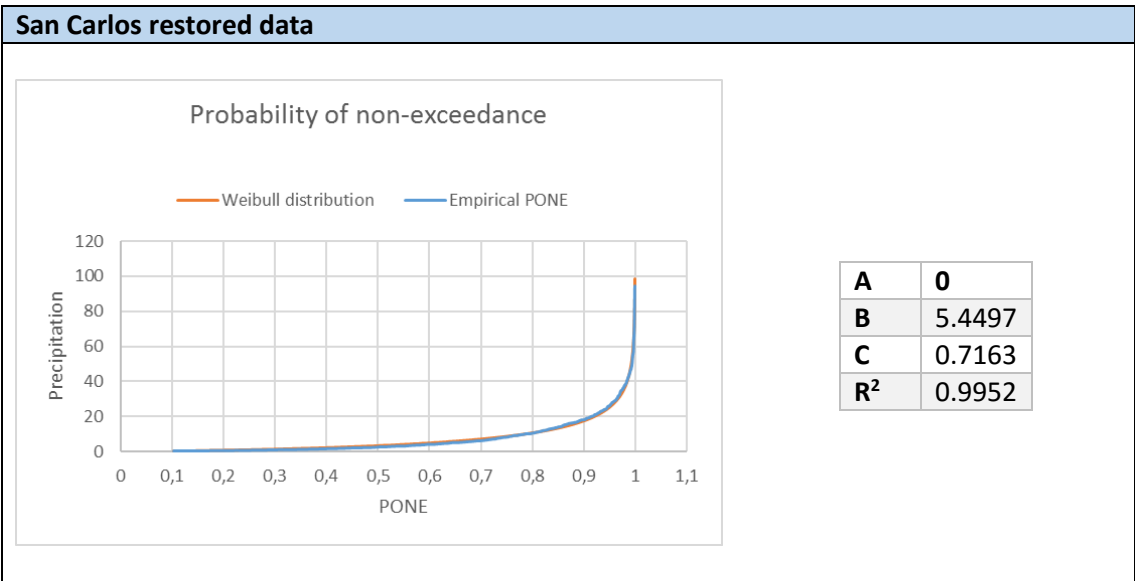 San Carlos restored data
Probability of non-exceedance
Weibull distribution Empirical PONE
120
100
80
60
40
20
0
Precipitation
0 0,1 0,2 0,3 0,4 0,5 0,6 0,7 0,8 0,9 1 1,1
PONE
A 0
B 5.4497
C 0.7163
R² 0.9952